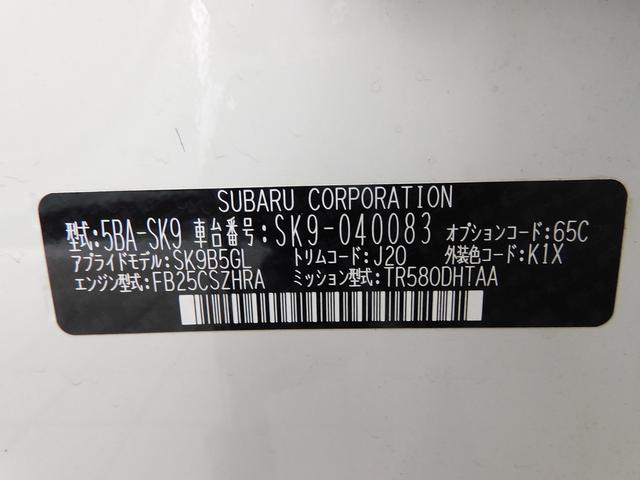 SUBARU CORPORATION
型式:5BA-SK9 車台番号:SK9-040083 オプションコード:65C
アプライドモデル:SK9B5GL トリムコード:J20 外装色コード:K1X
エンジン型式:FB25CSZHRA ミッション型式:TR580DHTAA